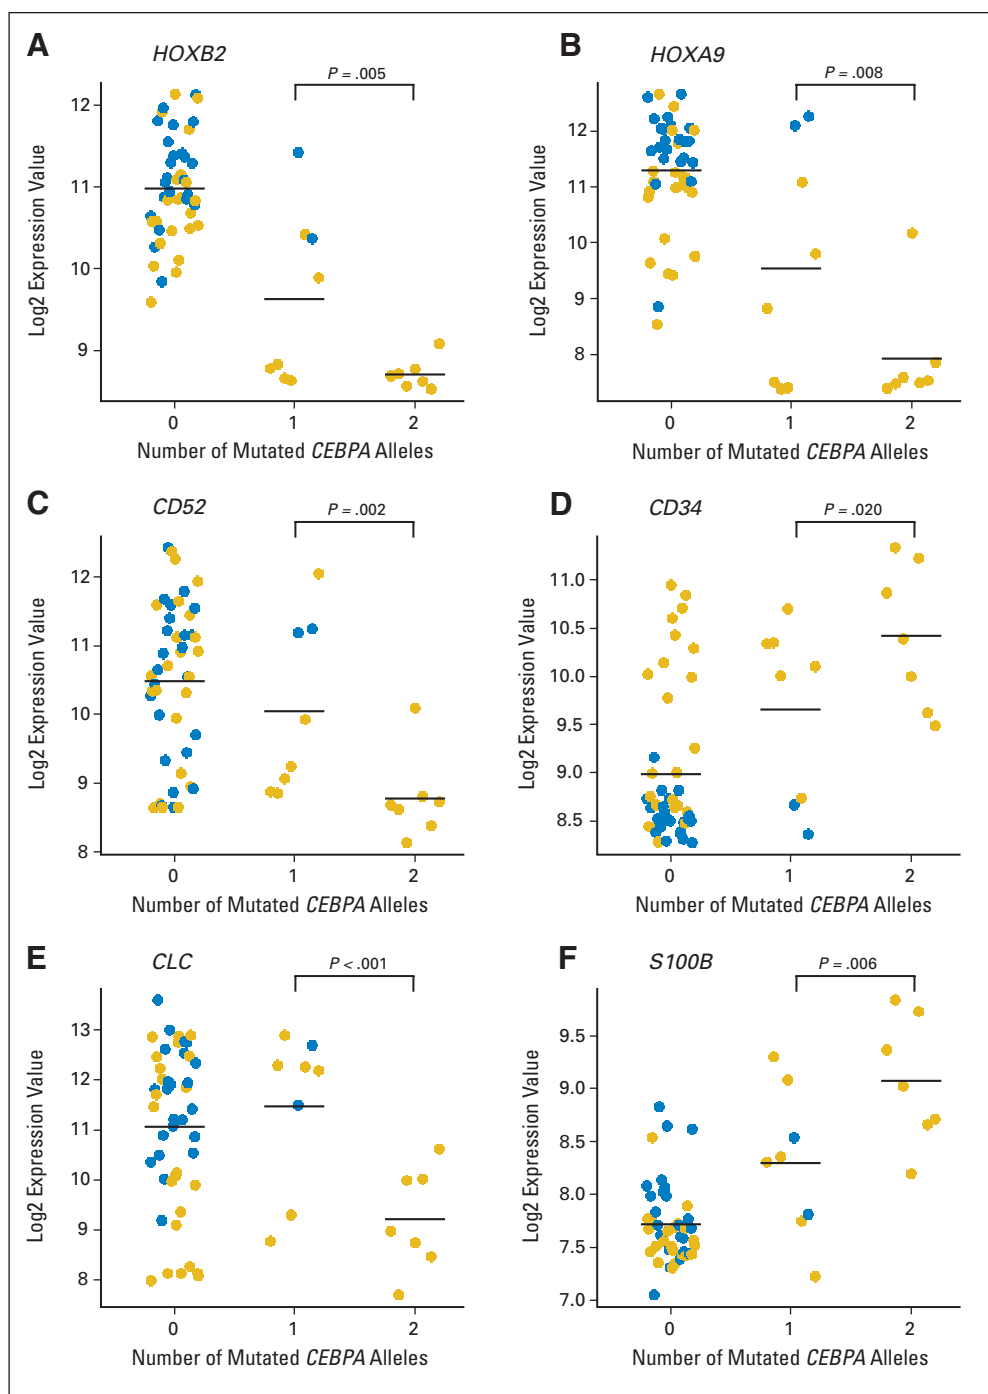 A
HOXB2
P = .005
Log2 Expression Value
12
11
10
9
0
1
2
Number of Mutated CEBPA Alleles
B
HOXA9
P = .008
Log2 Expression Value
12
11
10
9
8
0
1
2
Number of Mutated CEBPA Alleles
C
CD52
P = .002
Log2 Expression Value
12
11
10
9
8
0
1
2
Number of Mutated CEBPA Alleles
D
CD34
P = .020
Log2 Expression Value
11.0
10.5
10.0
9.5
9.0
8.5
0
1
2
Number of Mutated CEBPA Alleles
E
CLC
P < .001
Log2 Expression Value
13
12
11
10
9
8
0
1
2
Number of Mutated CEBPA Alleles
F
S100B
P = .006
Log2 Expression Value
9.5
9.0
8.5
8.0
7.5
7.0
0
1
2
Number of Mutated CEBPA Alleles